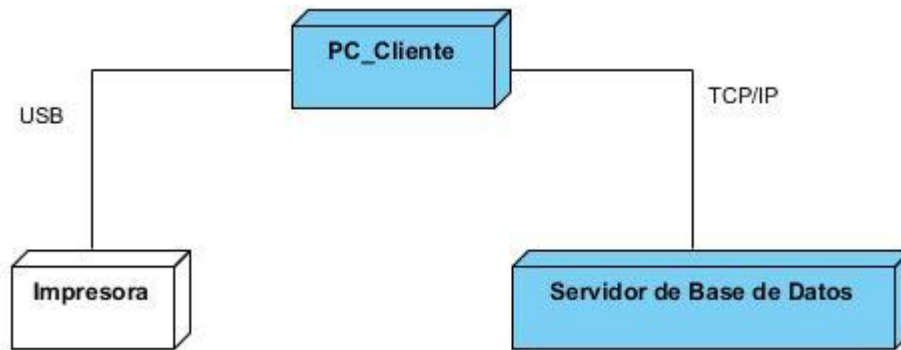 PC_Cliente
USB
TCP/IP
Impresora
Servidor de Base de Datos